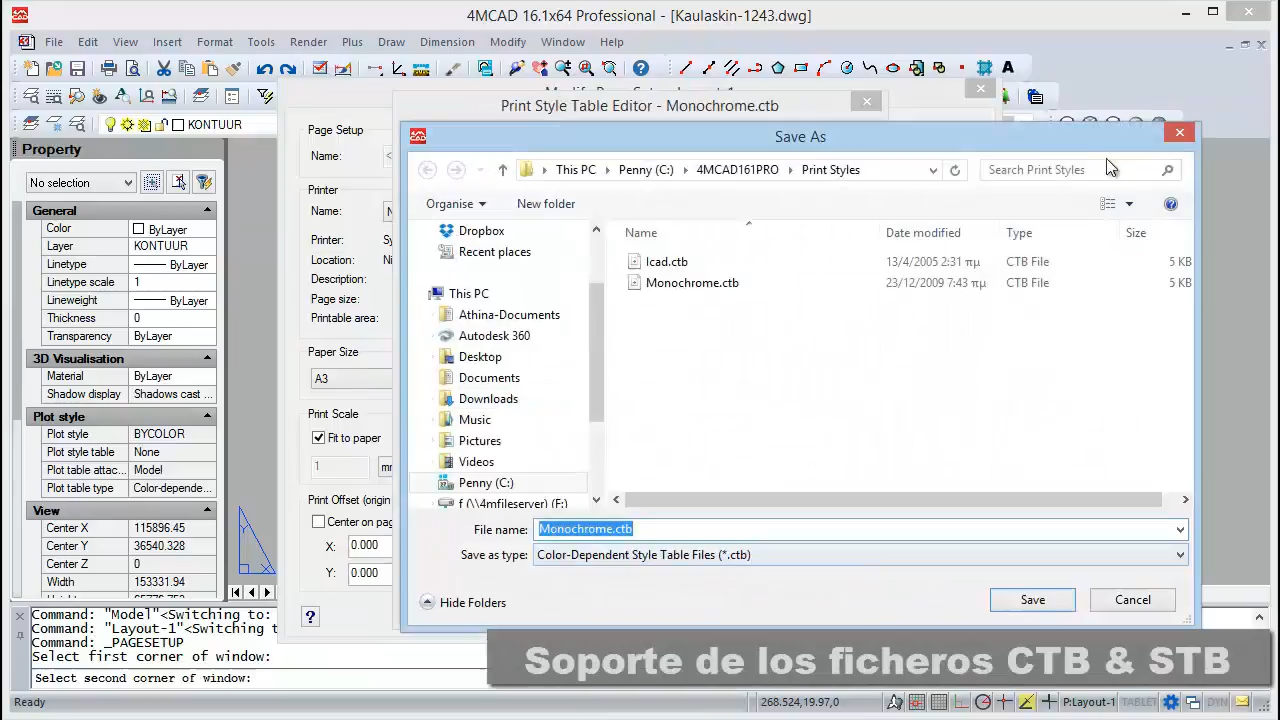 4MCAD 16.1x64 Professional - [Kaulaskin-1243.dwg]
File Edit View Insert Format Tools Render Plus Draw Dimension Modify Window Help
KONTUUR
Property
No selection
General
Color ByLayer
Layer KONTUUR
Linetype ByLayer
Linetype scale 1
Lineweight ByLayer
Thickness 0
Transparency ByLayer
3D Visualisation
Material ByLayer
Shadow display Shadows cast ...
Plot style
Plot style BYCOLOR
Plot style table None
Plot table attac... Model
Plot table type Color-depende...
View
Center X 115896.45
Center Y 36540.328
Center Z 0
Width 153331.94
Page Setup
Name:
Printer
Name:
Printer:
Location:
Description:
Page size:
Printable area:
Paper Size
A3
Print Scale
Fit to paper
1
Print Offset (origin
Center on pag
X: 0.000
Y: 0.000
Print Style Table Editor - Monochrome.ctb
Save As
This PC Penny (C:) 4MCAD161PRO Print Styles
Search Print Styles
Organise New folder
Dropbox
Recent places
This PC
Athina-Documents
Autodesk 360
Desktop
Documents
Downloads
Music
Pictures
Videos
Penny (C:)
f (\\4mfileserver) (F:)
Name Date modified Type Size
Icad.ctb 13/4/2005 2:31 πμ CTB File 5 KB
Monochrome.ctb 23/12/2009 7:43 πμ CTB File 5 KB
File name: Monochrome.ctb
Save as type: Color-Dependent Style Table Files (*.ctb)
Hide Folders
Save Cancel
Command: "Model"<Switching to:
Command: "Layout-1"<Switching t
Command: _PAGESETUP
Select first corner of window:
Select second corner of window:
Soporte de los ficheros CTB & STB
Ready
268.524,19.97,0
P:Layout-1 TABLET DYN